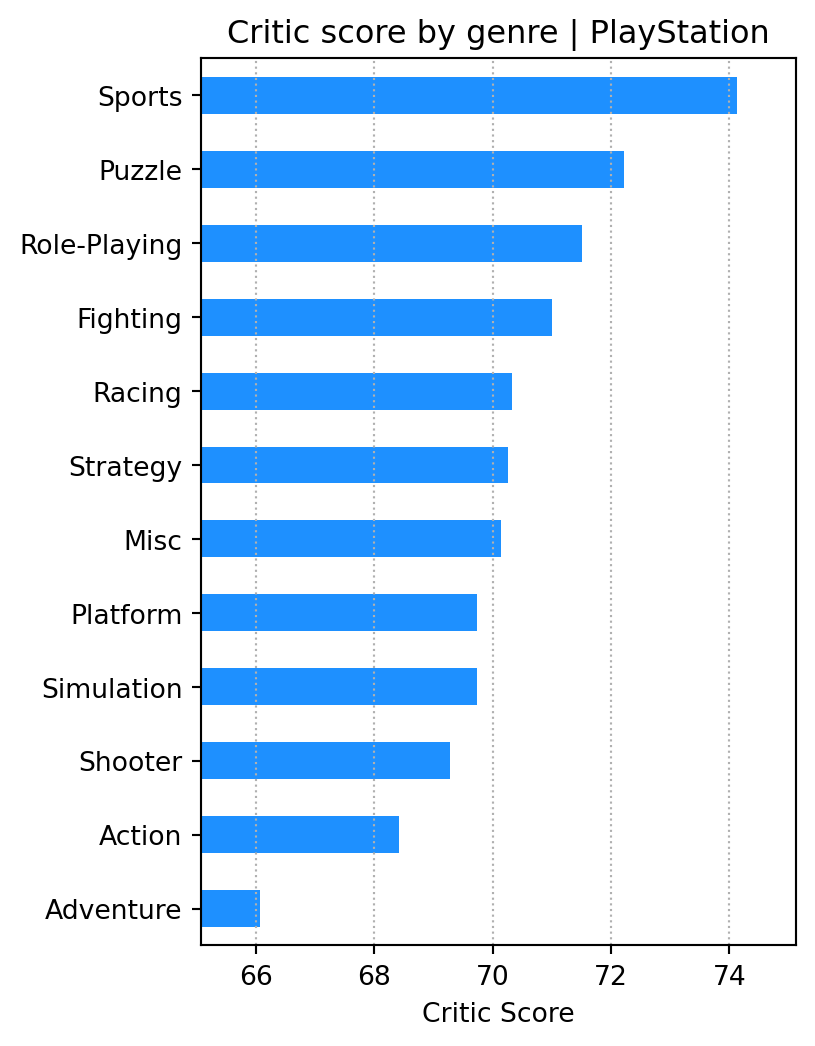 Critic score by genre | PlayStation
Sports
Puzzle
Role-Playing
Fighting
Racing
Strategy
Misc
Platform
Simulation
Shooter
Action
Adventure
66 68 70 72 74
Critic Score